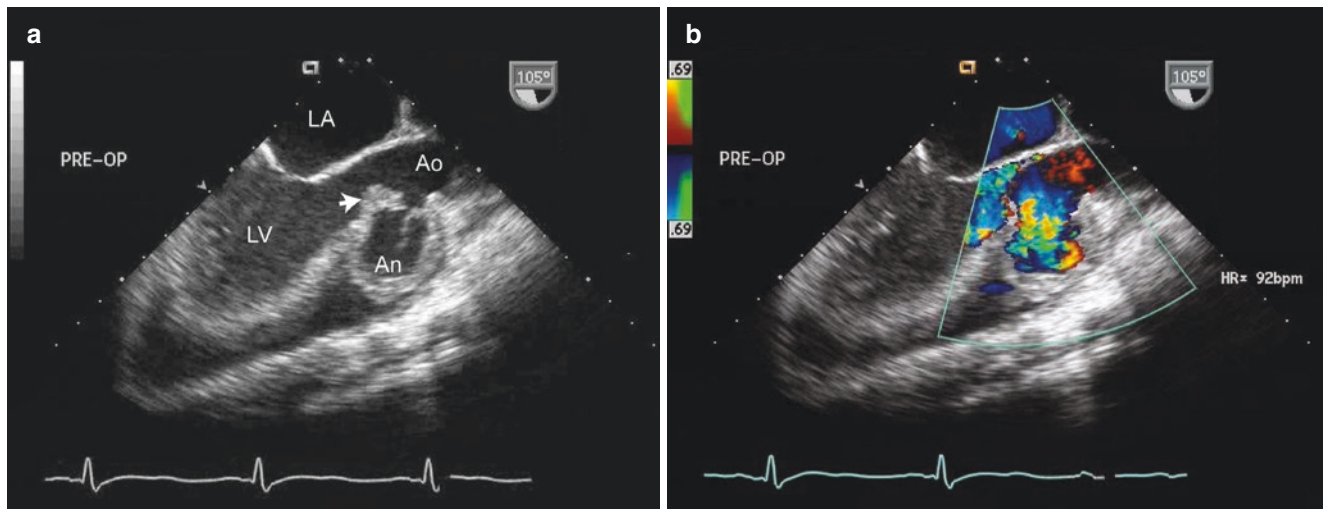 a
105°
LA
PRE-OP
Ao
LV
An
b
.69
105°
PRE-OP
.69
HR= 92bpm